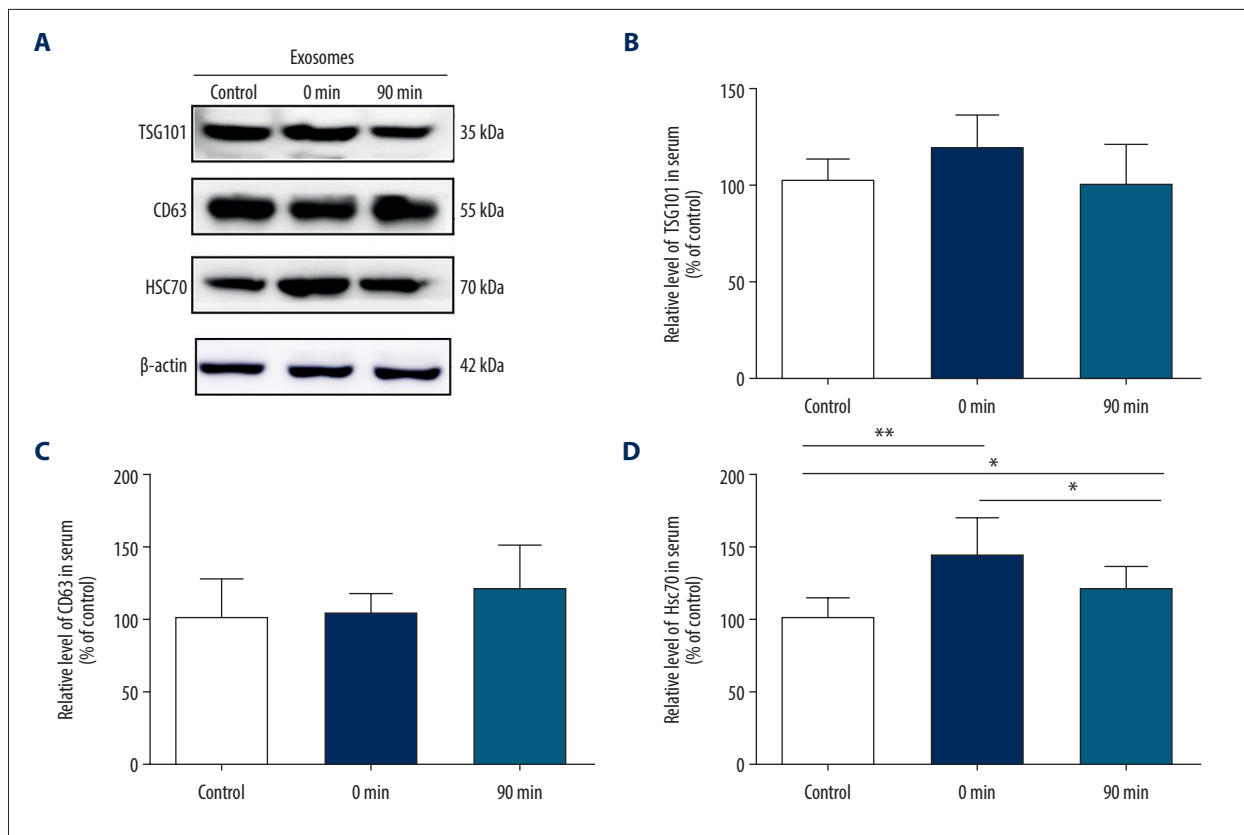 A
Exosomes
Control 0 min 90 min
TSG101 35 kDa
CD63 55 kDa
HSC70 70 kDa
β-actin 42 kDa
B
Relative level of TSG101 in serum
(% of control)
150
100
50
0
Control 0 min 90 min
C
Relative level of CD63 in serum
(% of control)
200
150
100
50
0
Control 0 min 90 min
D
Relative level of Hsc70 in serum
(% of control)
200
150
100
50
0
**
*
*
Control 0 min 90 min